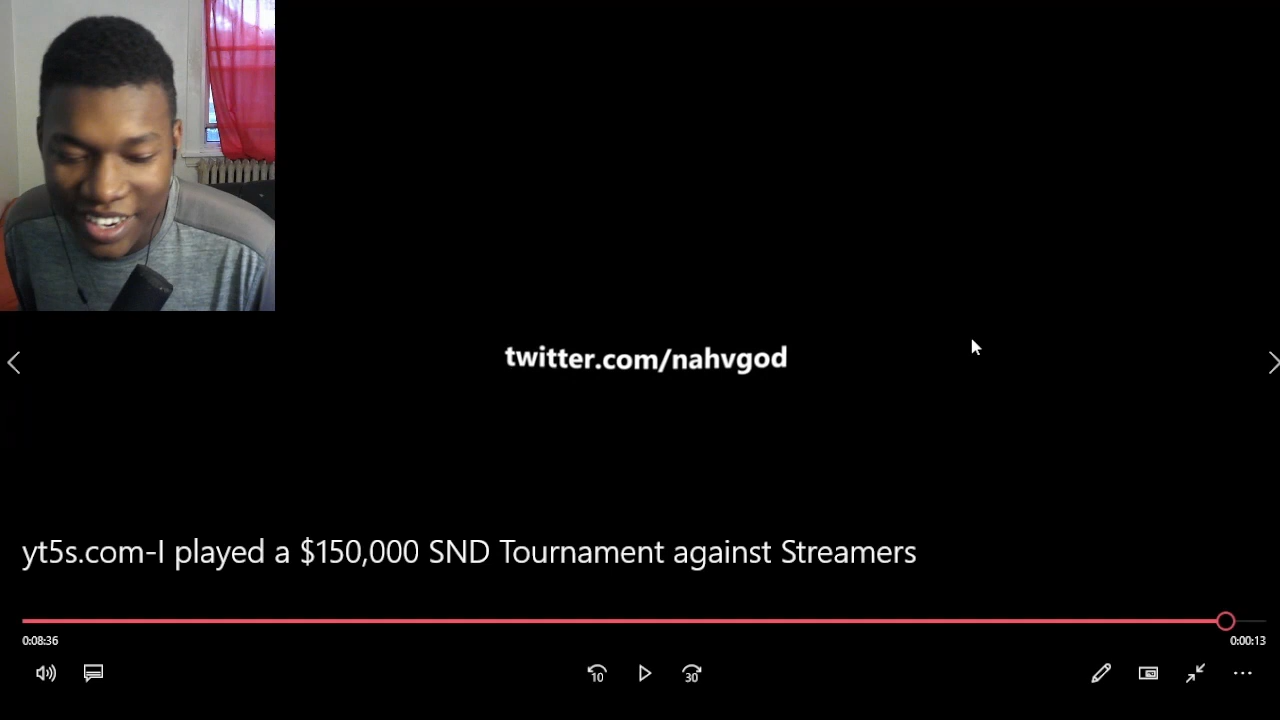 twitter.com/nahvgod
yt5s.com-I played a $150,000 SND Tournament against Streamers
0:08:36
0:00:13
10
30